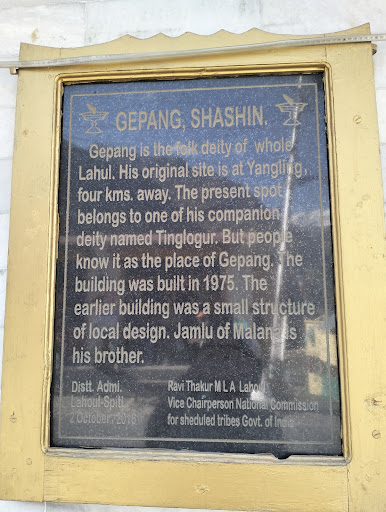 GEPANG, SHASHIN.
Gepang is the folk deity of whole
Lahul. His original site is at Yangling,
four kms. away. The present spot
belongs to one of his companion
deity named Tinglogur. But people
know it as the place of Gepang. The
building was built in 1975. The
earlier building was a small structure
of local design. Jamlu of Malana is
his brother.
Distt. Admi.
Lahoul-Spiti
2 October, 2016
Ravi Thakur M L A Lahoul
Vice Chairperson National Commission
for sheduled tribes Govt. of India